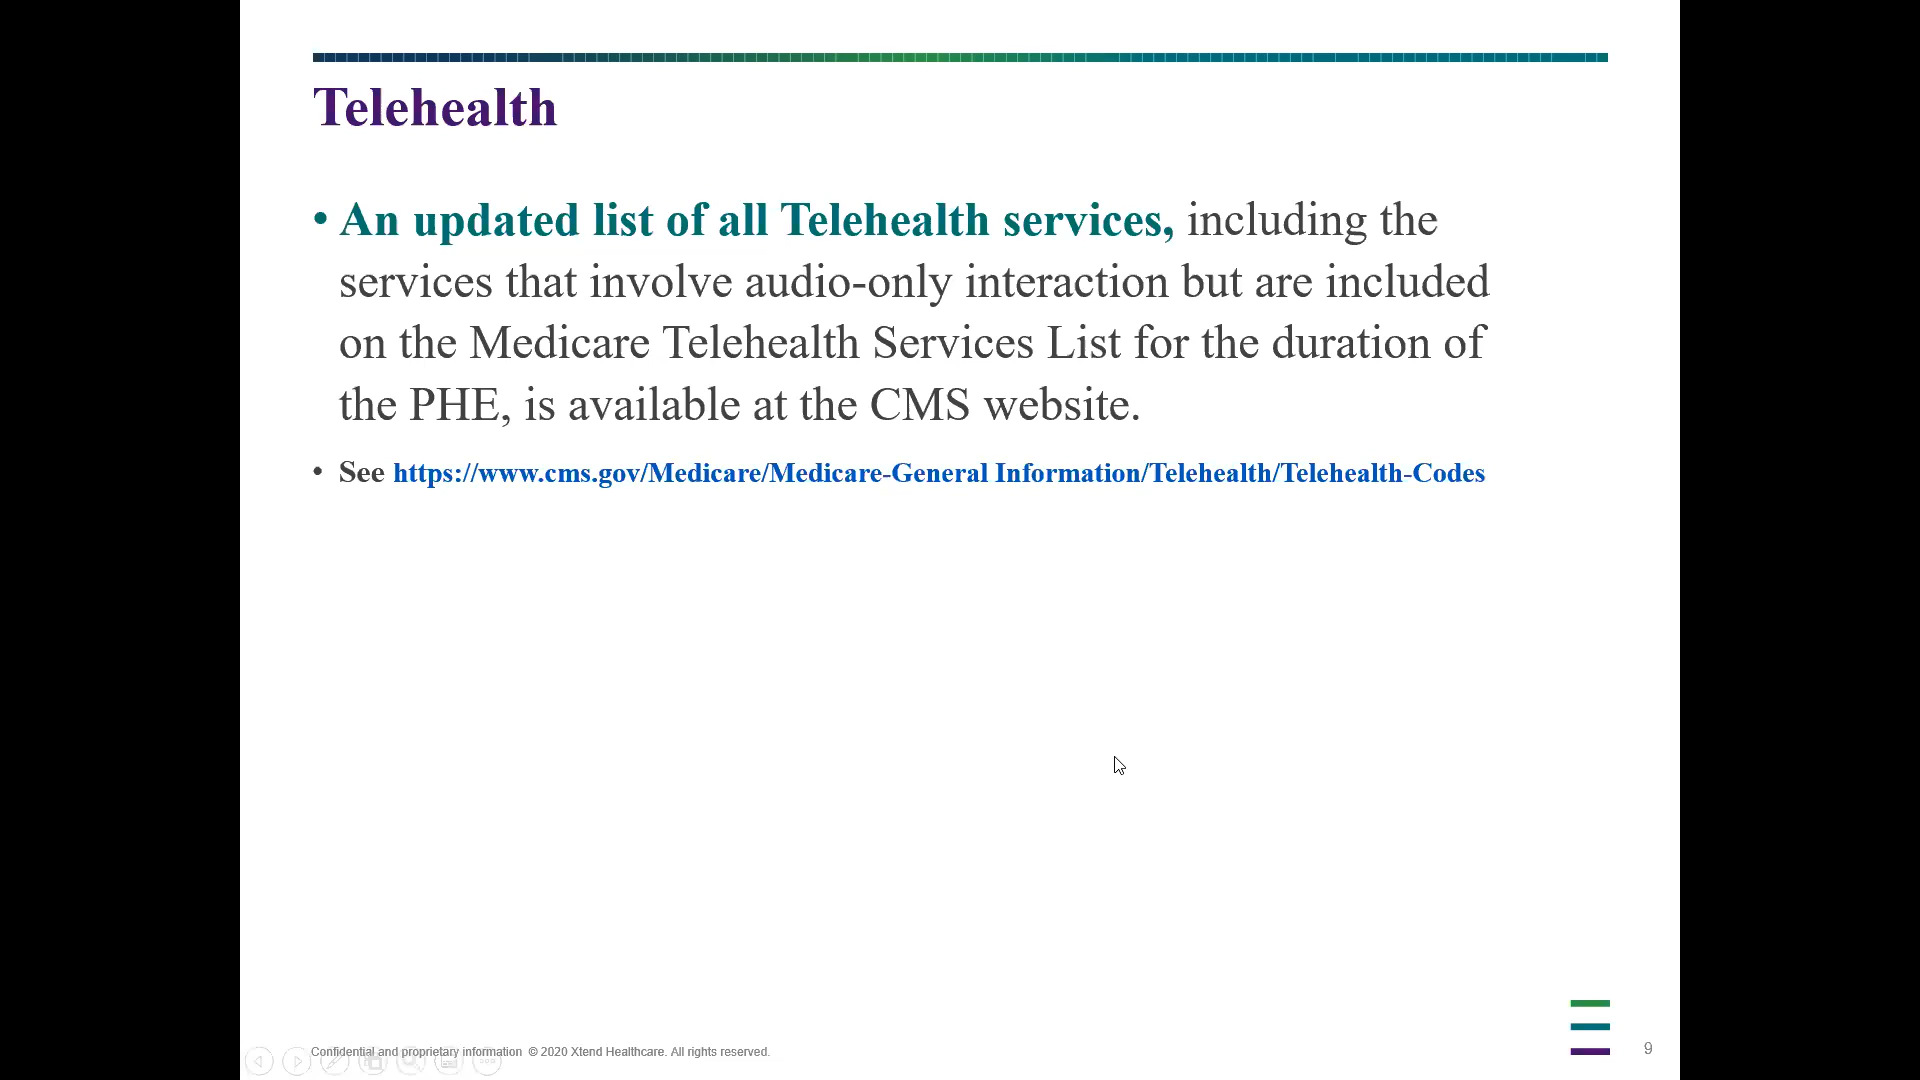 Telehealth
• An updated list of all Telehealth services, including the
services that involve audio-only interaction but are included
on the Medicare Telehealth Services List for the duration of
the PHE, is available at the CMS website.
• See https://www.cms.gov/Medicare/Medicare-General Information/Telehealth/Telehealth-Codes
Confidential and proprietary information © 2020 Xtend Healthcare. All rights reserved.
9